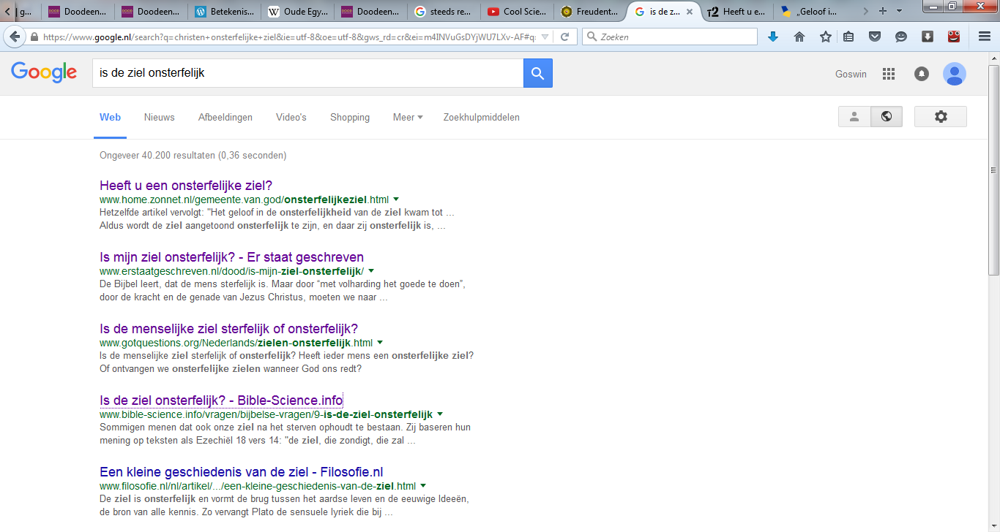 g...
Doodeen...
Doodeen...
Betekenis...
Oude Egy...
Doodeen...
steeds re...
Cool Scie...
Freudent...
is de z...
Heeft u e...
„Geloof i...
https://www.google.nl/search?q=christen+onsterfelijke+ziel&ie=utf-8&oe=utf-8&gws_rd=cr&ei=m4INVuGsDYjWU7LXv-AF#q=
Zoeken
Google
is de ziel onsterfelijk
Goswin
Web Nieuws Afbeeldingen Video's Shopping Meer Zoekhulpmiddelen
Ongeveer 40.200 resultaten (0,36 seconden)
Heeft u een onsterfelijke ziel?
www.home.zonnet.nl/gemeente.van.god/onsterfelijkeziel.html
Hetzelfde artikel vervolgt: "Het geloof in de onsterfelijkheid van de ziel kwam tot ...
Aldus wordt de ziel aangetoond onsterfelijk te zijn, en daar zij onsterfelijk is, ...
Is mijn ziel onsterfelijk? - Er staat geschreven
www.erstaatgeschreven.nl/dood/is-mijn-ziel-onsterfelijk/
De Bijbel leert, dat de mens sterfelijk is. Maar door “met volharding het goede te doen”,
door de kracht en de genade van Jezus Christus, moeten we naar ...
Is de menselijke ziel sterfelijk of onsterfelijk?
www.gotquestions.org/Nederlands/zielen-onsterfelijk.html
Is de menselijke ziel sterfelijk of onsterfelijk? Heeft ieder mens een onsterfelijke ziel?
Of ontvangen we onsterfelijke zielen wanneer God ons redt?
Is de ziel onsterfelijk? - Bible-Science.info
www.bible-science.info/vragen/bijbelse-vragen/9-is-de-ziel-onsterfelijk
Sommigen menen dat ook onze ziel na het sterven ophoudt te bestaan. Zij baseren hun
mening op teksten als Ezechiël 18 vers 14: "de ziel, die zondigt, die zal ...
Een kleine geschiedenis van de ziel - Filosofie.nl
www.filosofie.nl/nl/artikel/.../een-kleine-geschiedenis-van-de-ziel.html
De ziel is onsterfelijk en vormt de brug tussen het aardse leven en de eeuwige Ideeën,
de bron van alle kennis. Zo vervangt Plato de sensuele lyriek die bij ...